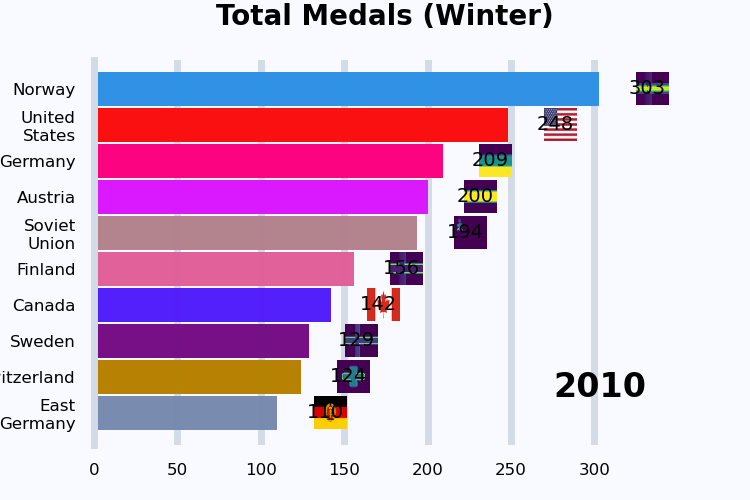 Total Medals (Winter)
Norway 303
United
States 248
Germany 209
Austria 200
Soviet
Union 194
Finland 156
Canada 142
Sweden 129
itzerland 124
East
Germany 110
2010
0 50 100 150 200 250 300